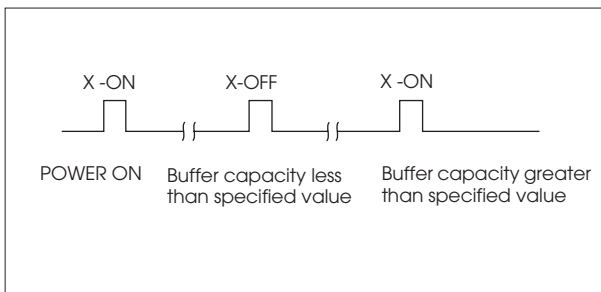 X -ON X-OFF X -ON
POWER ON
Buffer capacity less
than specified value
Buffer capacity greater
than specified value